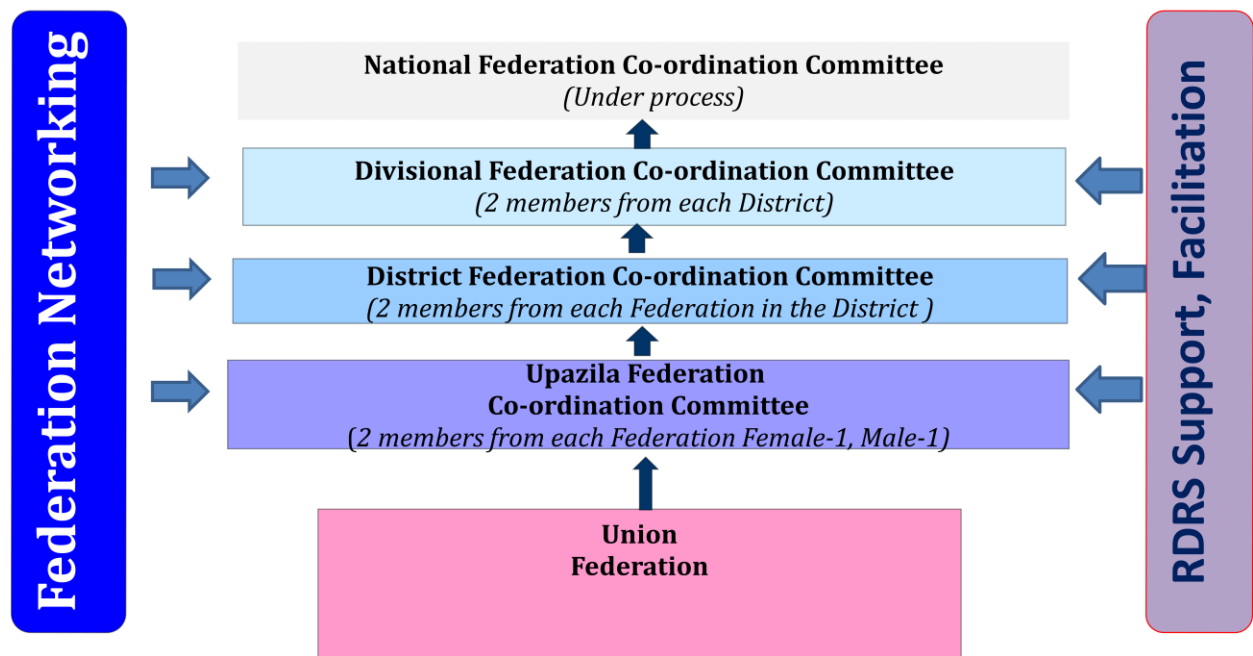 Federation Networking
National Federation Co-ordination Committee
(Under process)
Divisional Federation Co-ordination Committee
(2 members from each District)
District Federation Co-ordination Committee
(2 members from each Federation in the District )
Upazila Federation
Co-ordination Committee
(2 members from each Federation Female-1, Male-1)
Union
Federation
RDRS Support, Facilitation